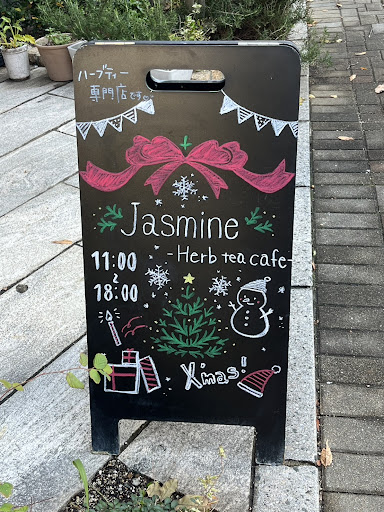 ハーブティー
専門店です
Jasmine
-Herb tea cafe-
11:00
～
18:00
X'mas!